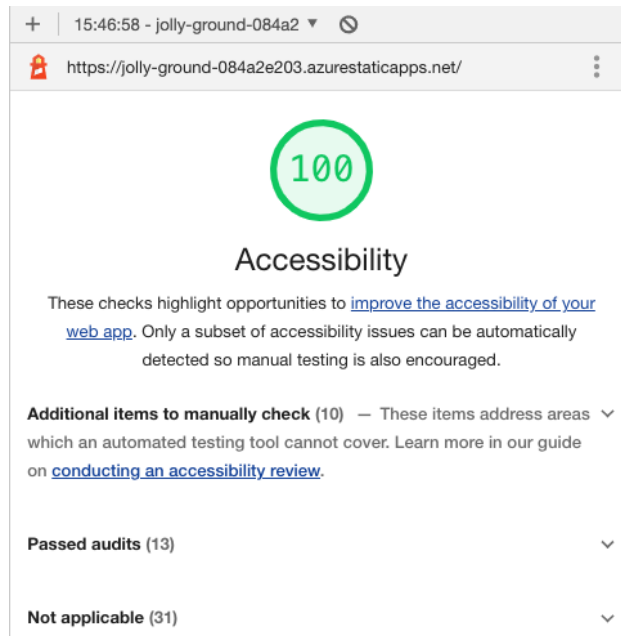 15:46:58 - jolly-ground-084a2
https://jolly-ground-084a2e203.azurestaticapps.net/
100
Accessibility
These checks highlight opportunities to improve the accessibility of your
web app. Only a subset of accessibility issues can be automatically
detected so manual testing is also encouraged.
Additional items to manually check (10) — These items address areas
which an automated testing tool cannot cover. Learn more in our guide
on conducting an accessibility review.
Passed audits (13)
Not applicable (31)